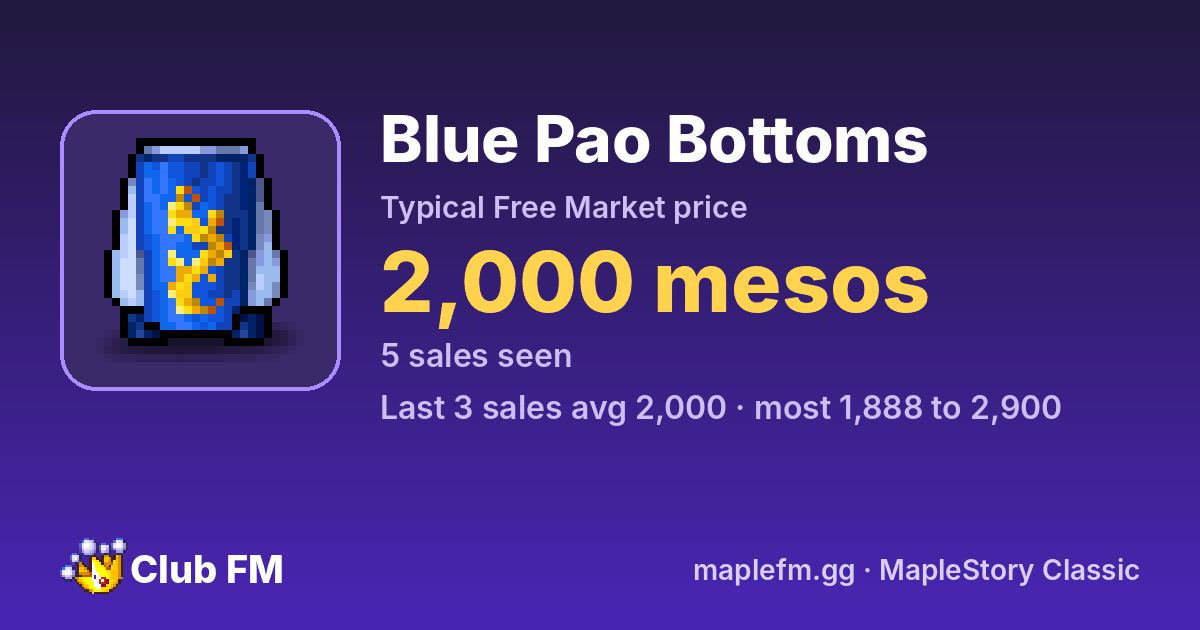 Blue Pao Bottoms
Typical Free Market price
2,000 mesos
5 sales seen
Last 3 sales avg 2,000 · most 1,888 to 2,900
Club FM
maplefm.gg · MapleStory Classic